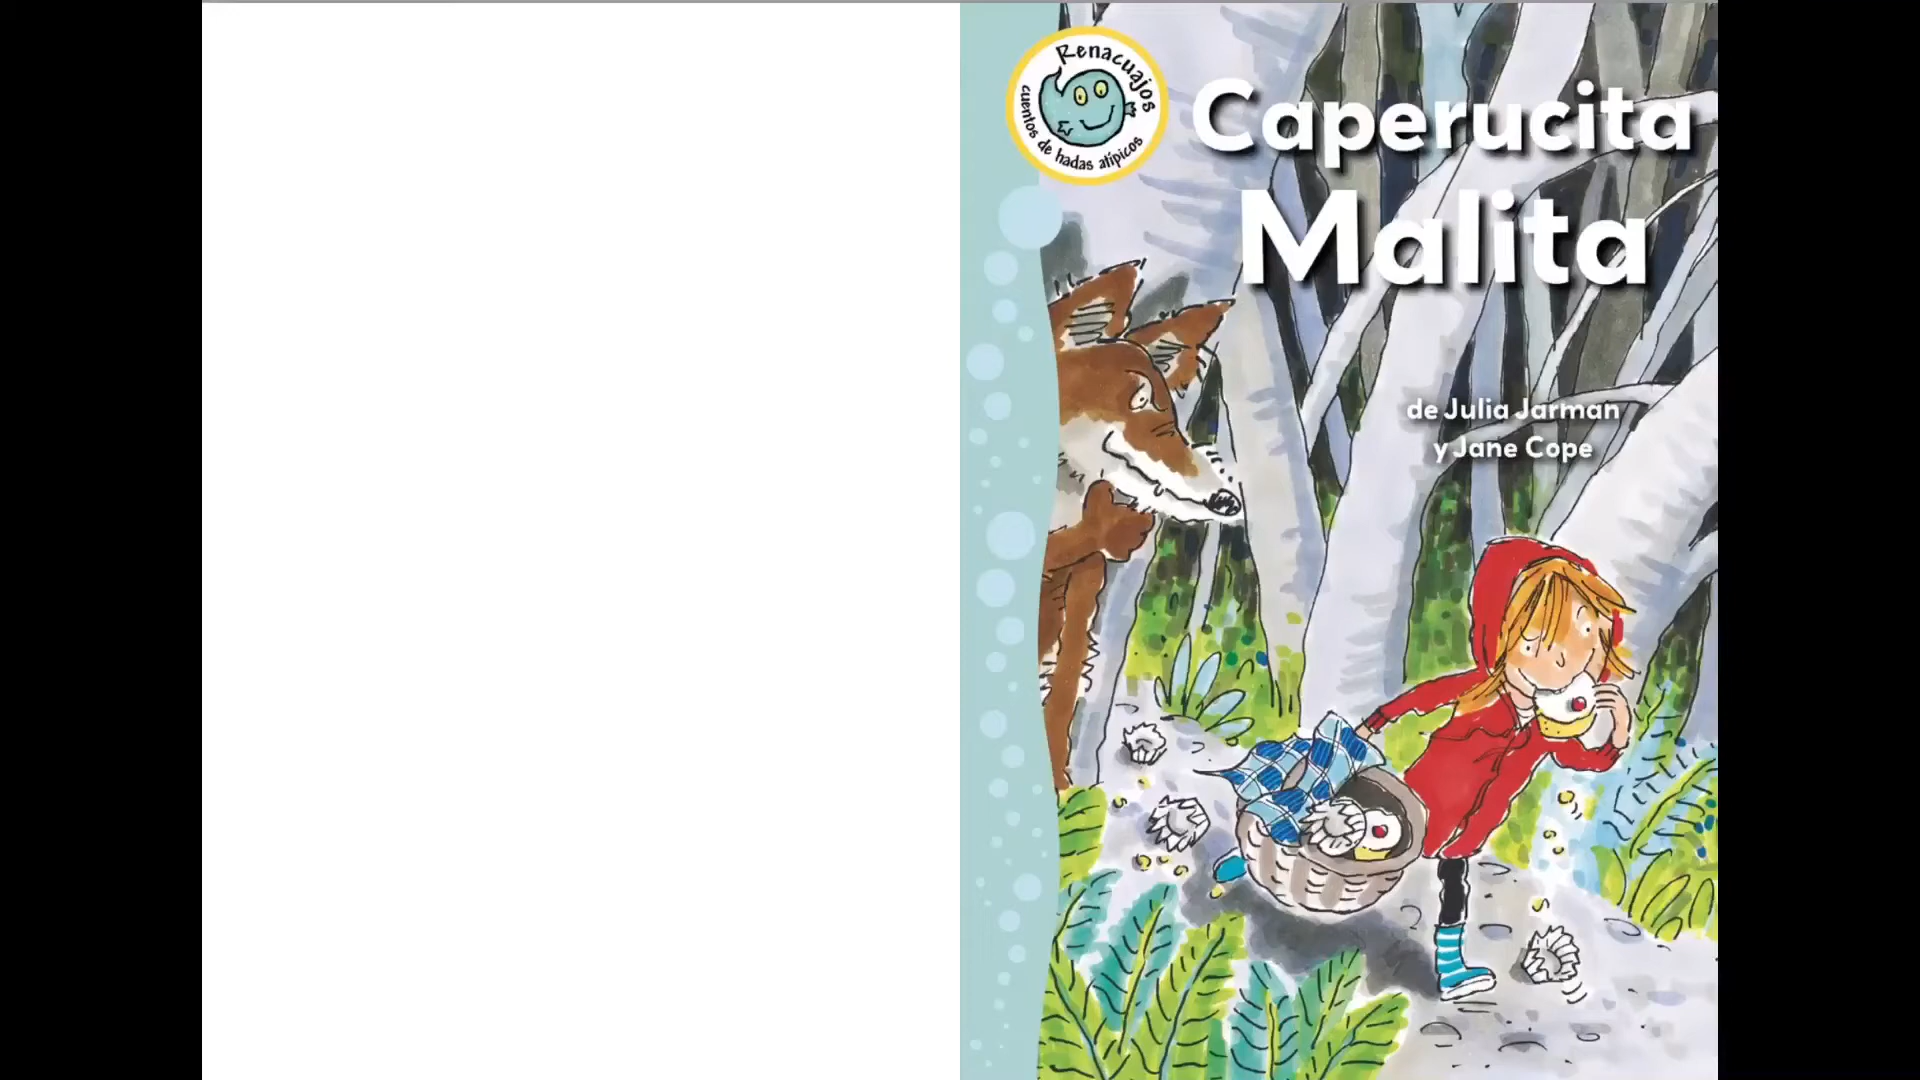 Renacuajos
cuentos de hadas atípicos
Caperucita
Malita
de Julia Jarman
y Jane Cope